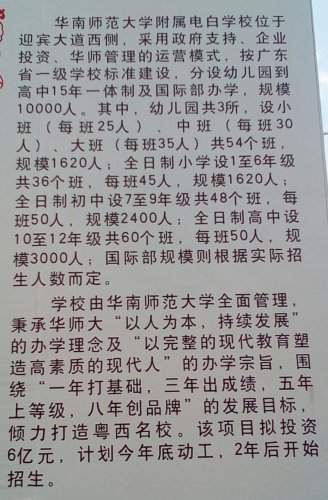 华南师范大学附属电白学校位于
迎宾大道西侧，采用政府支持、企业
投资、华师管理的运营模式，按广东
省一级学校标准建设，分设幼儿园到
高中15年一体制及国际部办学，规模
10000人。其中，幼儿园共3所，设小
班（每班25人）、中班（每班30
人）、大班（每班35人）共54个班，
规模1620人；全日制小学设1至6年级
共36个班，每班45人，规模1620人；
全日制初中设7至9年级共48个班，每
班50人，规模2400人；全日制高中设
10至12年级共60个班，每班50人，规
模3000人；国际部规模则根据实际招
生人数而定。
学校由华南师范大学全面管理，
秉承华师大“以人为本，持续发展”
的办学理念及“以完整的现代教育塑
造高素质的现代人”的办学宗旨，围
绕“一年打基础，三年出成绩，五年
上等级，八年创品牌”的发展目标，
倾力打造粤西名校。该项目拟投资
6亿元，计划今年底动工，2年后开始
招生。